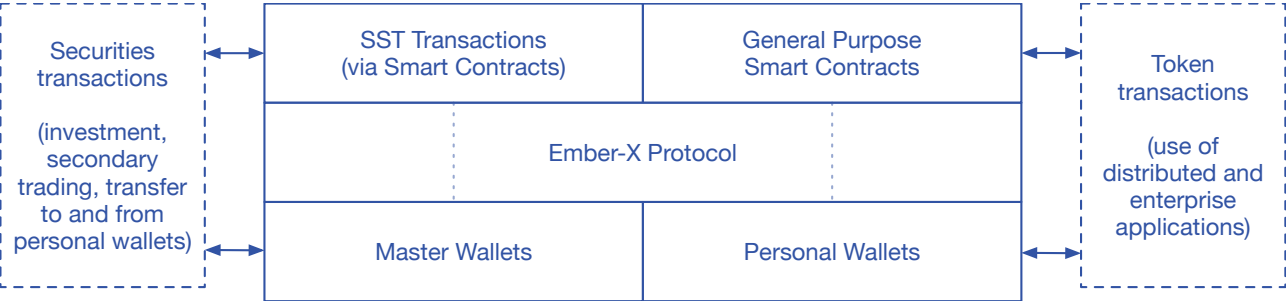 Securities
transactions
(investment,
secondary
trading, transfer
to and from
personal wallets)
SST Transactions
(via Smart Contracts)
General Purpose
Smart Contracts
Ember-X Protocol
Master Wallets
Personal Wallets
Token
transactions
(use of
distributed and
enterprise
applications)